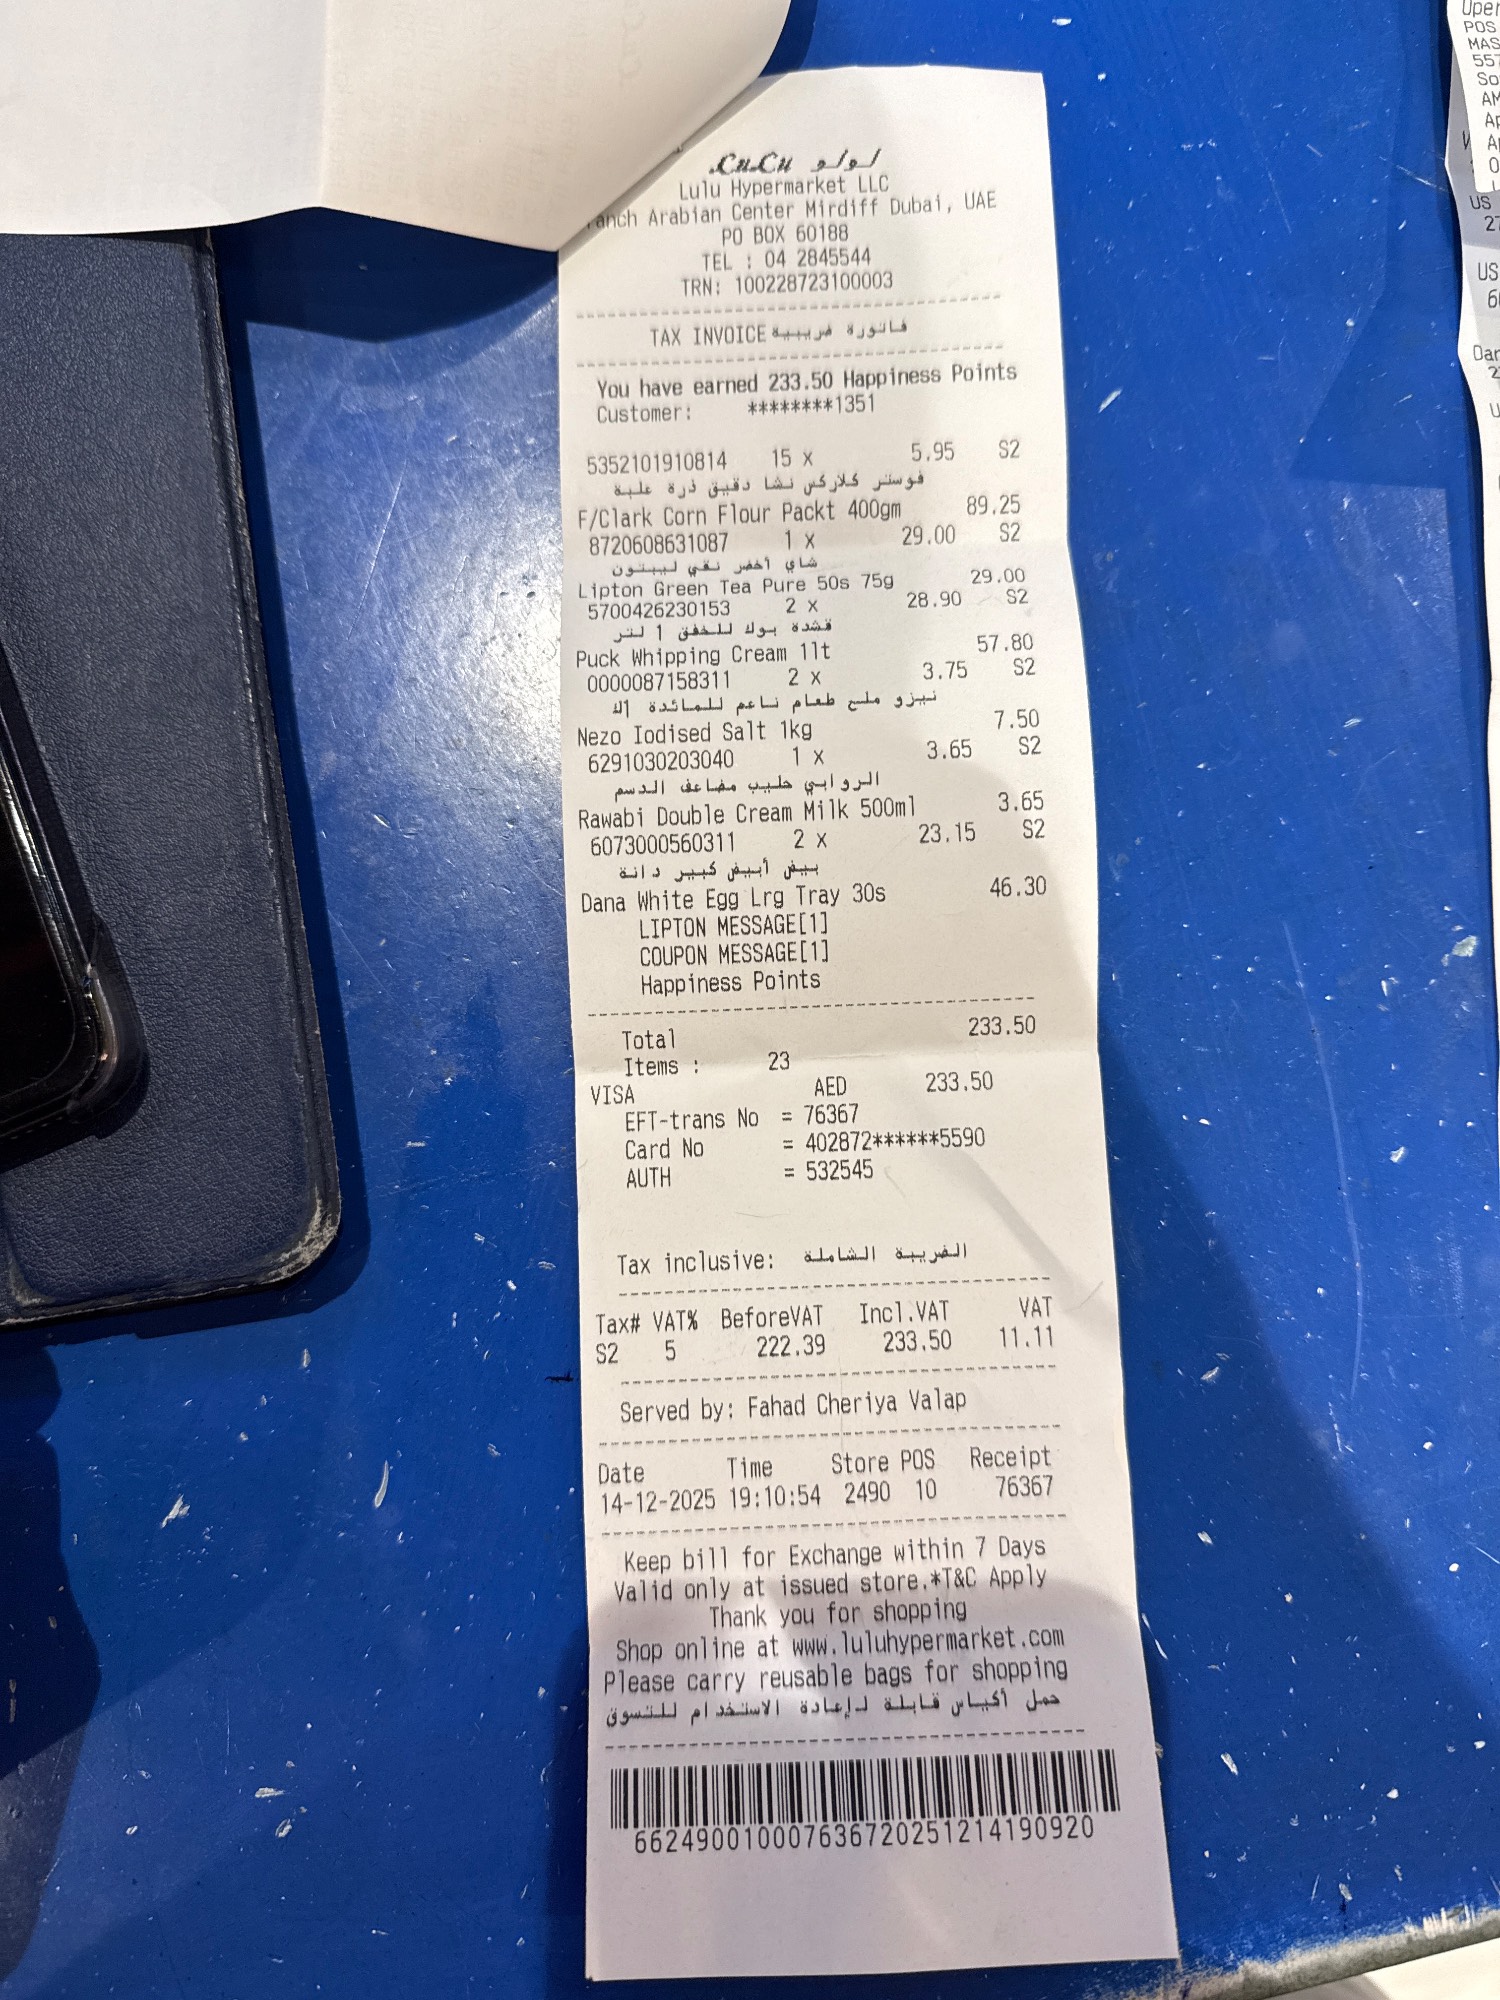 LuLu لولو
Lulu Hypermarket LLC
anch Arabian Center Mirdiff Dubai, UAE
PO BOX 60188
TEL : 04 2845544
TRN: 100228723100003
TAX INVOICE فاتورة ضريبية
You have earned 233.50 Happiness Points
Customer: ********1351
5352101910814 15 x 5.95 S2
فوستر كلاركس نشا دقيق ذرة علبة
F/Clark Corn Flour Packt 400gm 89.25
8720608631087 1 x 29.00 S2
شاي أخضر نقي ليبتون
Lipton Green Tea Pure 50s 75g 29.00
5700426230153 2 x 28.90 S2
قشدة بوك للخفق 1 لتر
Puck Whipping Cream 1lt 57.80
0000087158311 2 x 3.75 S2
نيزو ملح طعام ناعم للمائدة 1ك
Nezo Iodised Salt 1kg 7.50
6291030203040 1 x 3.65 S2
الروابي حليب مضاعف الدسم
Rawabi Double Cream Milk 500ml 3.65
6073000560311 2 x 23.15 S2
بيض أبيض كبير دانة
Dana White Egg Lrg Tray 30s 46.30
LIPTON MESSAGE[1]
COUPON MESSAGE[1]
Happiness Points
Total 233.50
Items : 23
VISA AED 233.50
EFT-trans No = 76367
Card No = 402872******5590
AUTH = 532545
Tax inclusive: الضريبة الشاملة
Tax# VAT% BeforeVAT Incl.VAT VAT
S2 5 222.39 233.50 11.11
Served by: Fahad Cheriya Valap
Date Time Store POS Receipt
14-12-2025 19:10:54 2490 10 76367
Keep bill for Exchange within 7 Days
Valid only at issued store.*T&C Apply
Thank you for shopping
Shop online at www.luluhypermarket.com
Please carry reusable bags for shopping
حمل أكياس قابلة لإعادة الاستخدام للتسوق
66249001000763672025121419​0920
POS
MAS
557
So
US
US
Dar